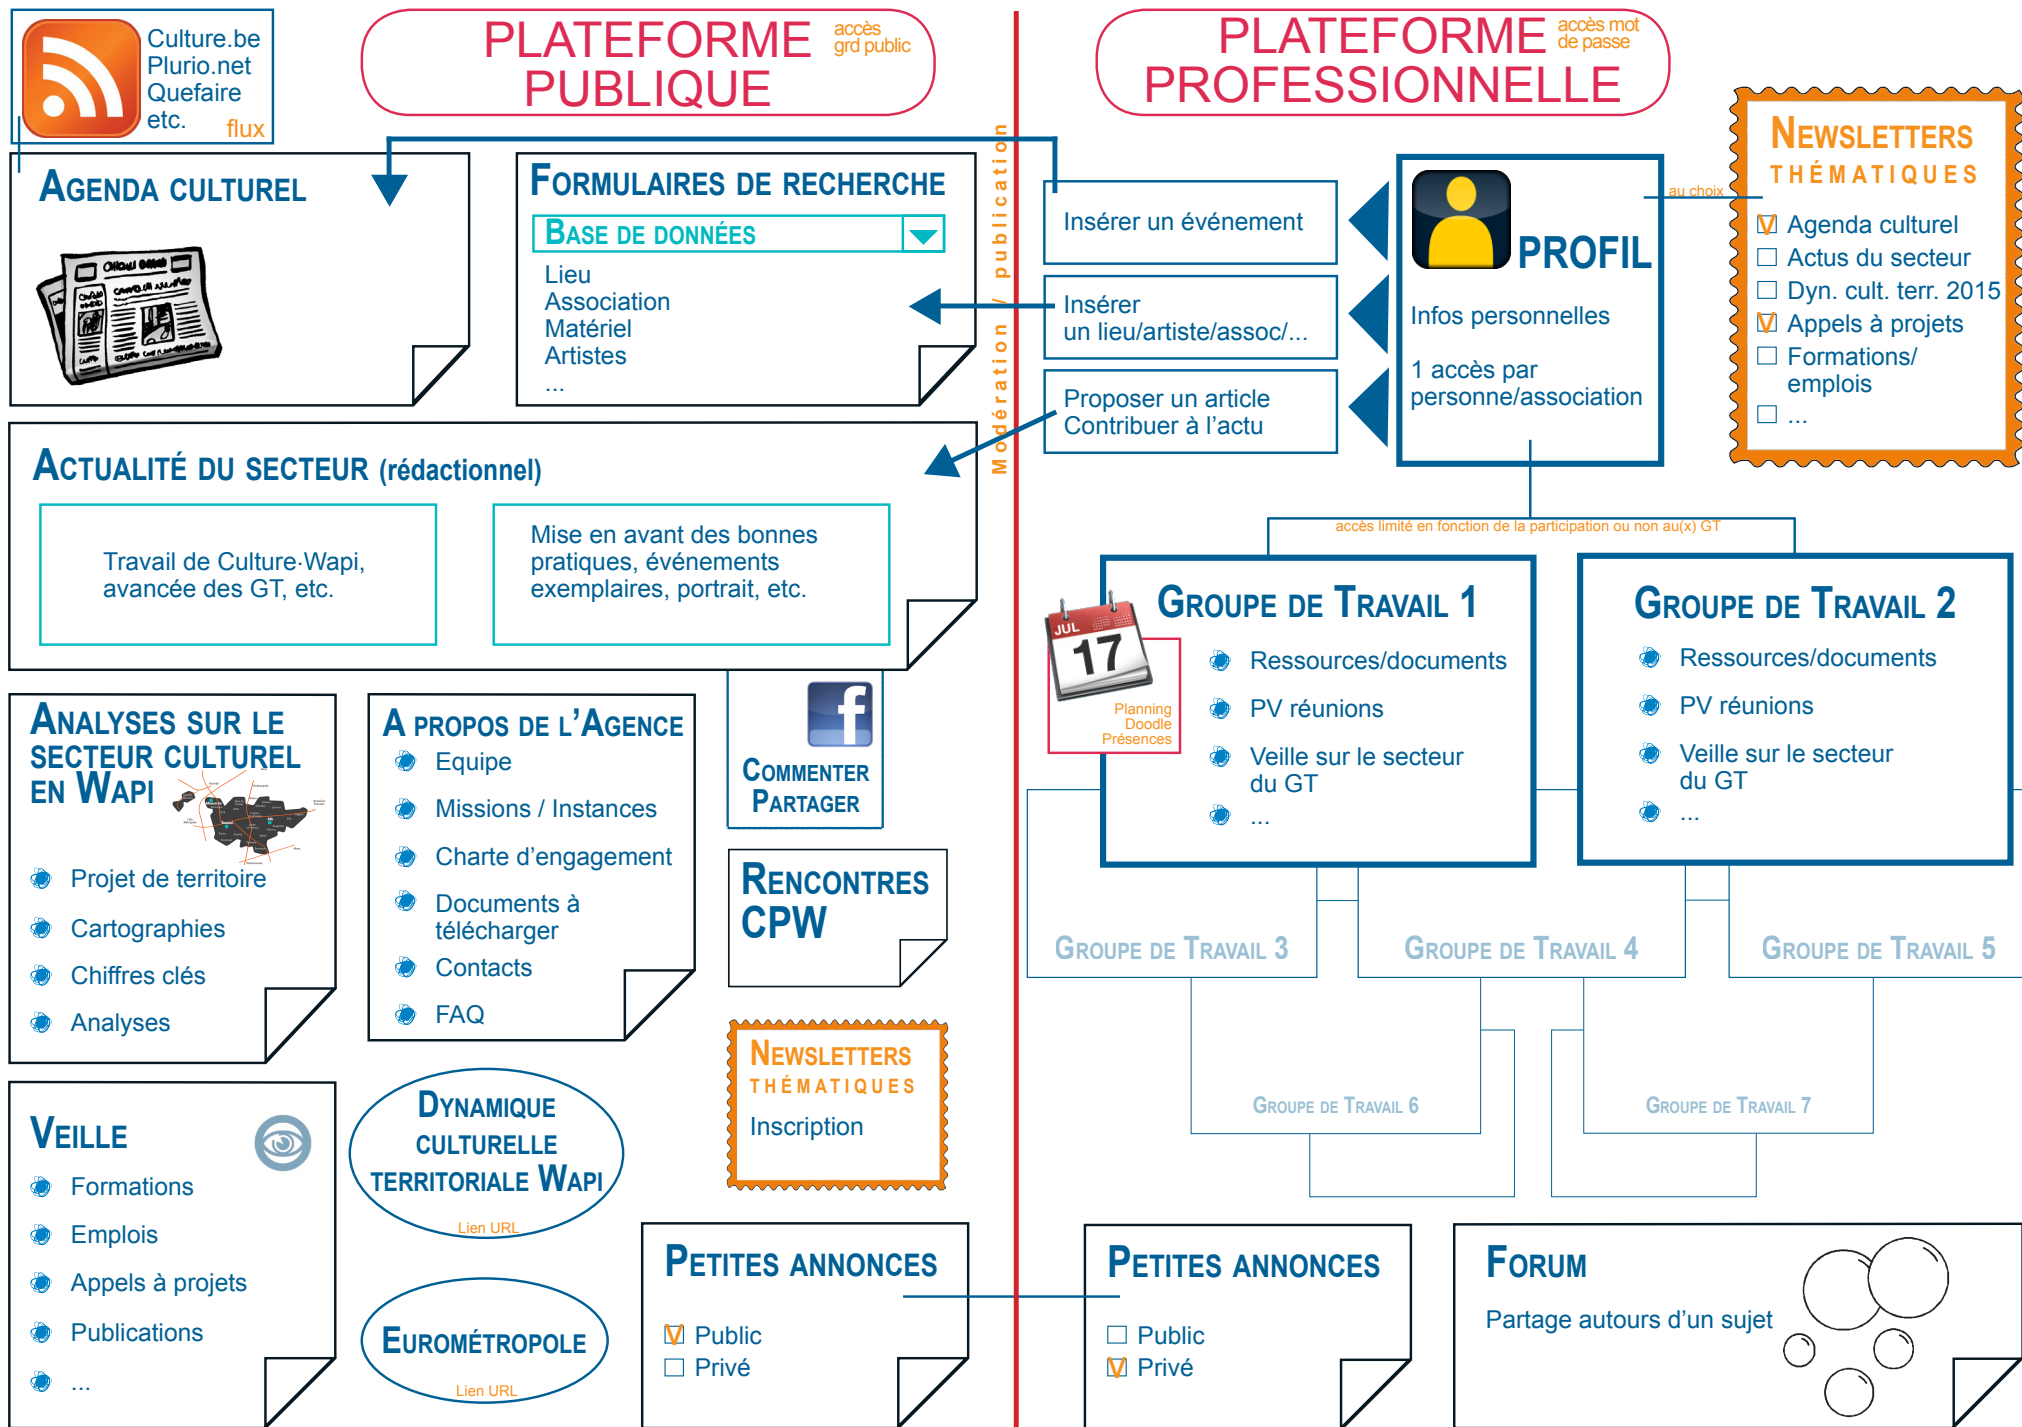 Culture.be
Plurio.net
Quefaire
etc.
flux
PLATEFORME
PUBLIQUE
accès
grd public
PLATEFORME
PROFESSIONNELLE
accès mot
de passe
AGENDA CULTUREL
FORMULAIRES DE RECHERCHE
BASE DE DONNÉES
Lieu
Association
Matériel
Artistes
...
Modération / publication
Insérer un événement
Insérer
un lieu/artiste/assoc/...
Proposer un article
Contribuer à l'actu
PROFIL
Infos personnelles
1 accès par
personne/association
au choix
NEWSLETTERS
THÉMATIQUES
V Agenda culturel
Actus du secteur
Dyn. cult. terr. 2015
V Appels à projets
Formations/
emplois
...
ACTUALITÉ DU SECTEUR (rédactionnel)
Travail de Culture·Wapi,
avancée des GT, etc.
Mise en avant des bonnes
pratiques, événements
exemplaires, portrait, etc.
accès limité en fonction de la participation ou non au(x) GT
GROUPE DE TRAVAIL 1
Ressources/documents
PV réunions
Veille sur le secteur
du GT
...
JUL
17
Planning
Doodle
Présences
GROUPE DE TRAVAIL 2
Ressources/documents
PV réunions
Veille sur le secteur
du GT
...
ANALYSES SUR LE
SECTEUR CULTUREL
EN WAPI
Projet de territoire
Cartographies
Chiffres clés
Analyses
A PROPOS DE L'AGENCE
Equipe
Missions / Instances
Charte d'engagement
Documents à
télécharger
Contacts
FAQ
f
COMMENTER
PARTAGER
RENCONTRES
CPW
GROUPE DE TRAVAIL 3
GROUPE DE TRAVAIL 4
GROUPE DE TRAVAIL 5
GROUPE DE TRAVAIL 6
GROUPE DE TRAVAIL 7
NEWSLETTERS
THÉMATIQUES
Inscription
VEILLE
Formations
Emplois
Appels à projets
Publications
...
DYNAMIQUE
CULTURELLE
TERRITORIALE WAPI
Lien URL
EUROMÉTROPOLE
Lien URL
PETITES ANNONCES
V Public
Privé
PETITES ANNONCES
Public
V Privé
FORUM
Partage autours d'un sujet